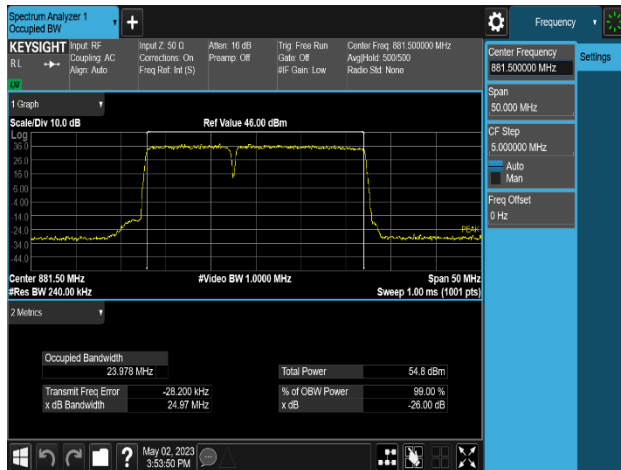 Spectrum Analyzer 1
Occupied BW
Frequency
KEYSIGHT
R L
Input: RF
Coupling: AC
Align: Auto
Input Z: 50 Ω
Corrections: On
Freq Ref: Int (S)
Atten: 16 dB
Preamp: Off
Trig: Free Run
Gate: Off
#IF Gain: Low
Center Freq: 881.500000 MHz
Avg|Hold: 500/500
Radio Std: None
Center Frequency
881.500000 MHz
Settings
Span
50.000 MHz
CF Step
5.000000 MHz
Auto
Man
Freq Offset
0 Hz
1 Graph
Scale/Div 10.0 dB
Ref Value 46.00 dBm
Log
36.0
26.0
16.0
6.00
-4.00
-14.0
-24.0
-34.0
-44.0
PEAK
Center 881.50 MHz
#Video BW 1.0000 MHz
Span 50 MHz
#Res BW 240.00 kHz
Sweep 1.00 ms (1001 pts)
2 Metrics
Occupied Bandwidth
23.978 MHz
Total Power 54.8 dBm
Transmit Freq Error -28.200 kHz
% of OBW Power 99.00 %
x dB Bandwidth 24.97 MHz
x dB -26.00 dB
?
May 02, 2023
3:53:50 PM